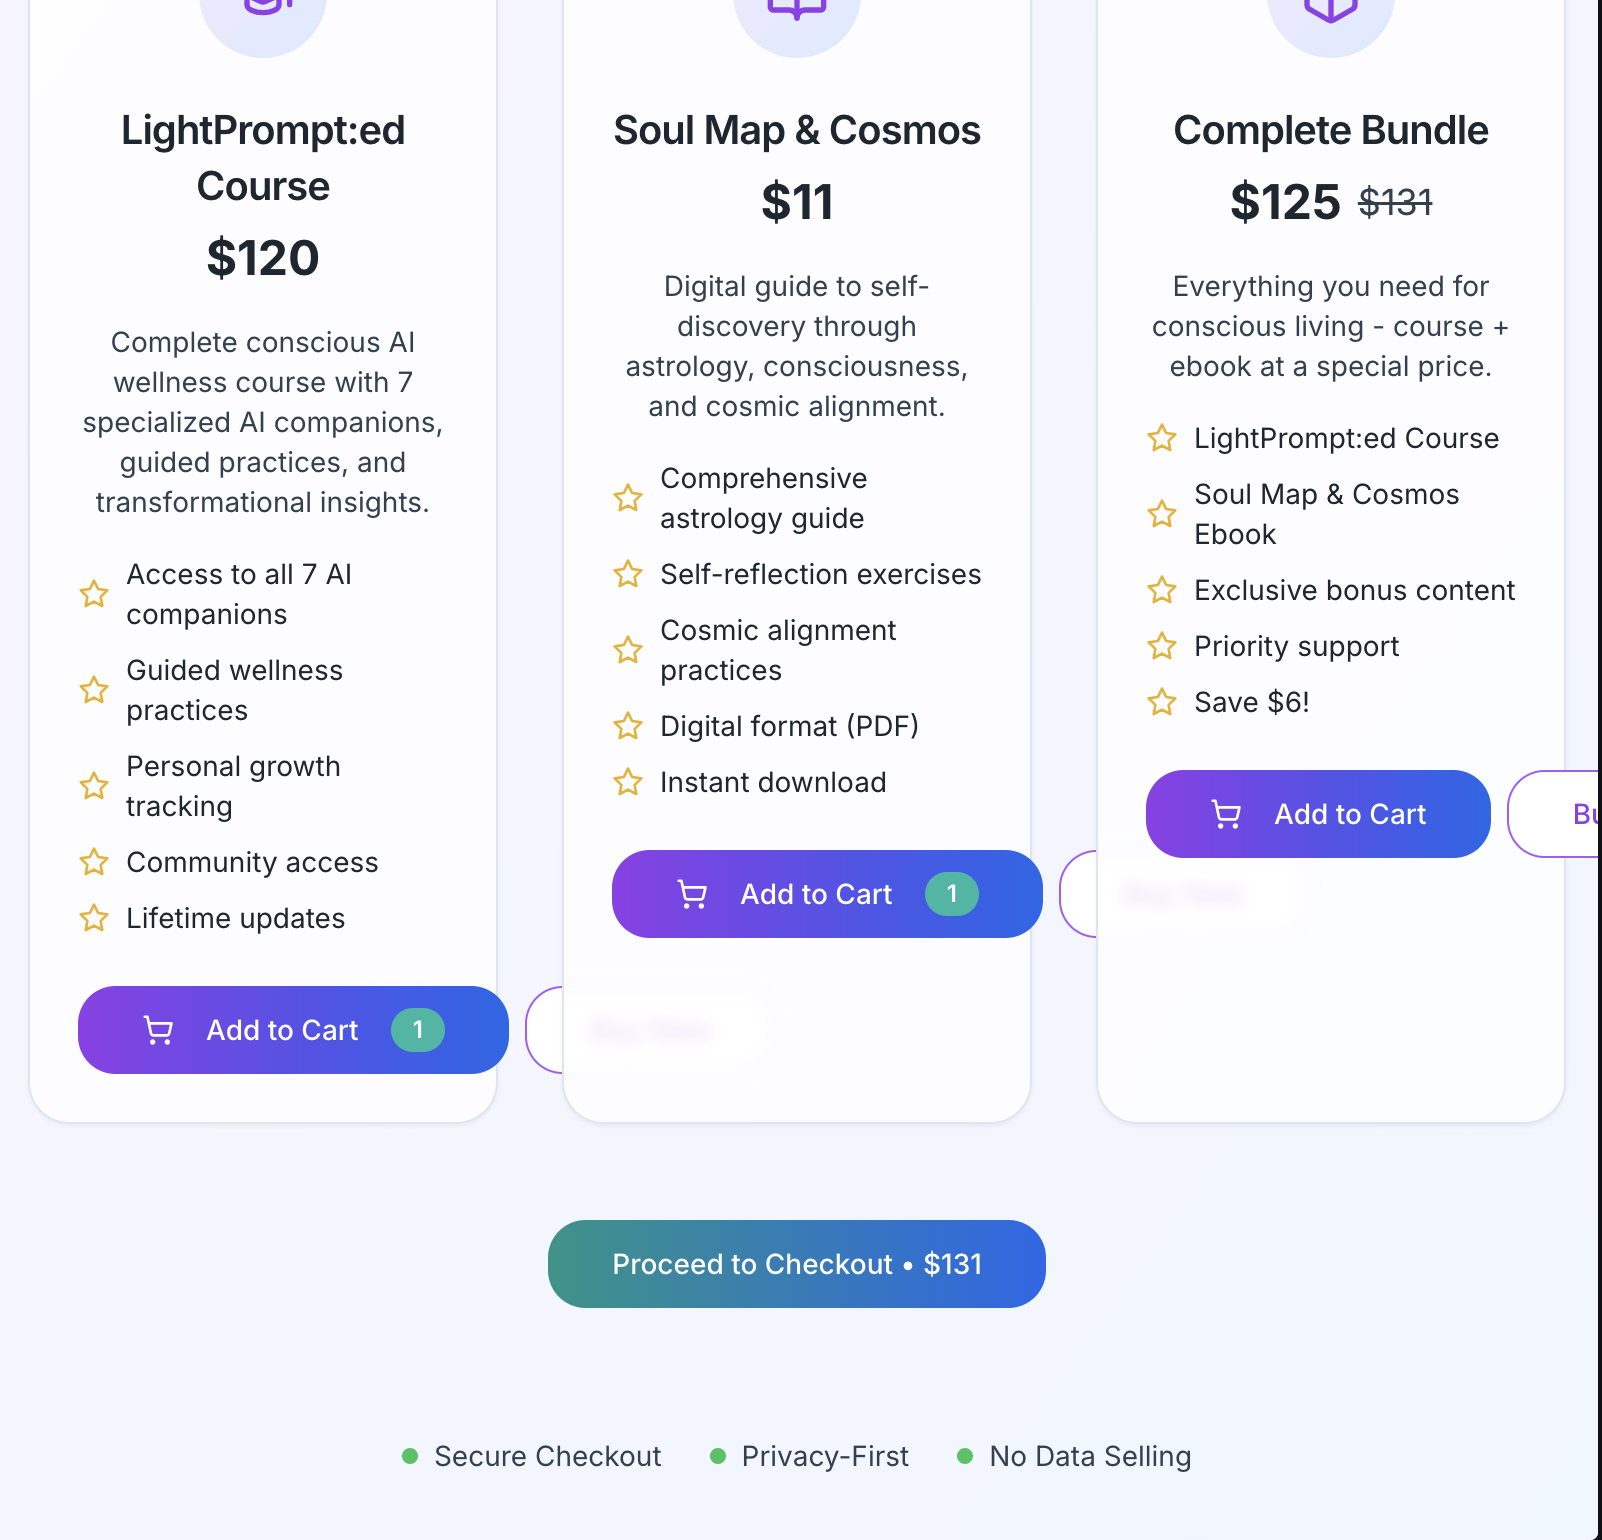 LightPrompt:ed
Course
$120
Complete conscious AI
wellness course with 7
specialized AI companions,
guided practices, and
transformational insights.
Access to all 7 AI
companions
Guided wellness
practices
Personal growth
tracking
Community access
Lifetime updates
Add to Cart 1
Soul Map & Cosmos
$11
Digital guide to self-
discovery through
astrology, consciousness,
and cosmic alignment.
Comprehensive
astrology guide
Self-reflection exercises
Cosmic alignment
practices
Digital format (PDF)
Instant download
Add to Cart 1
Complete Bundle
$125 $131
Everything you need for
conscious living - course +
ebook at a special price.
LightPrompt:ed Course
Soul Map & Cosmos
Ebook
Exclusive bonus content
Priority support
Save $6!
Add to Cart
Proceed to Checkout • $131
Secure Checkout
Privacy-First
No Data Selling